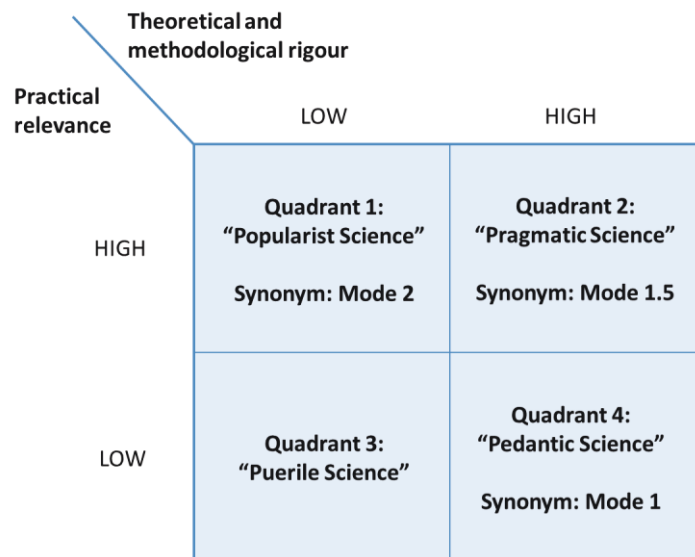 Theoretical and
methodological rigour
Practical
relevance
LOW
HIGH
HIGH
Quadrant 1:
“Popularist Science”
Synonym: Mode 2
Quadrant 2:
“Pragmatic Science”
Synonym: Mode 1.5
LOW
Quadrant 3:
“Puerile Science”
Quadrant 4:
“Pedantic Science”
Synonym: Mode 1